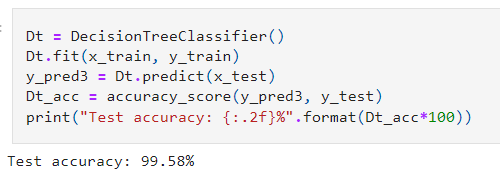 Dt = DecisionTreeClassifier()
Dt.fit(x_train, y_train)
y_pred3 = Dt.predict(x_test)
Dt_acc = accuracy_score(y_pred3, y_test)
print("Test accuracy: {:.2f}%".format(Dt_acc*100))
Test accuracy: 99.58%